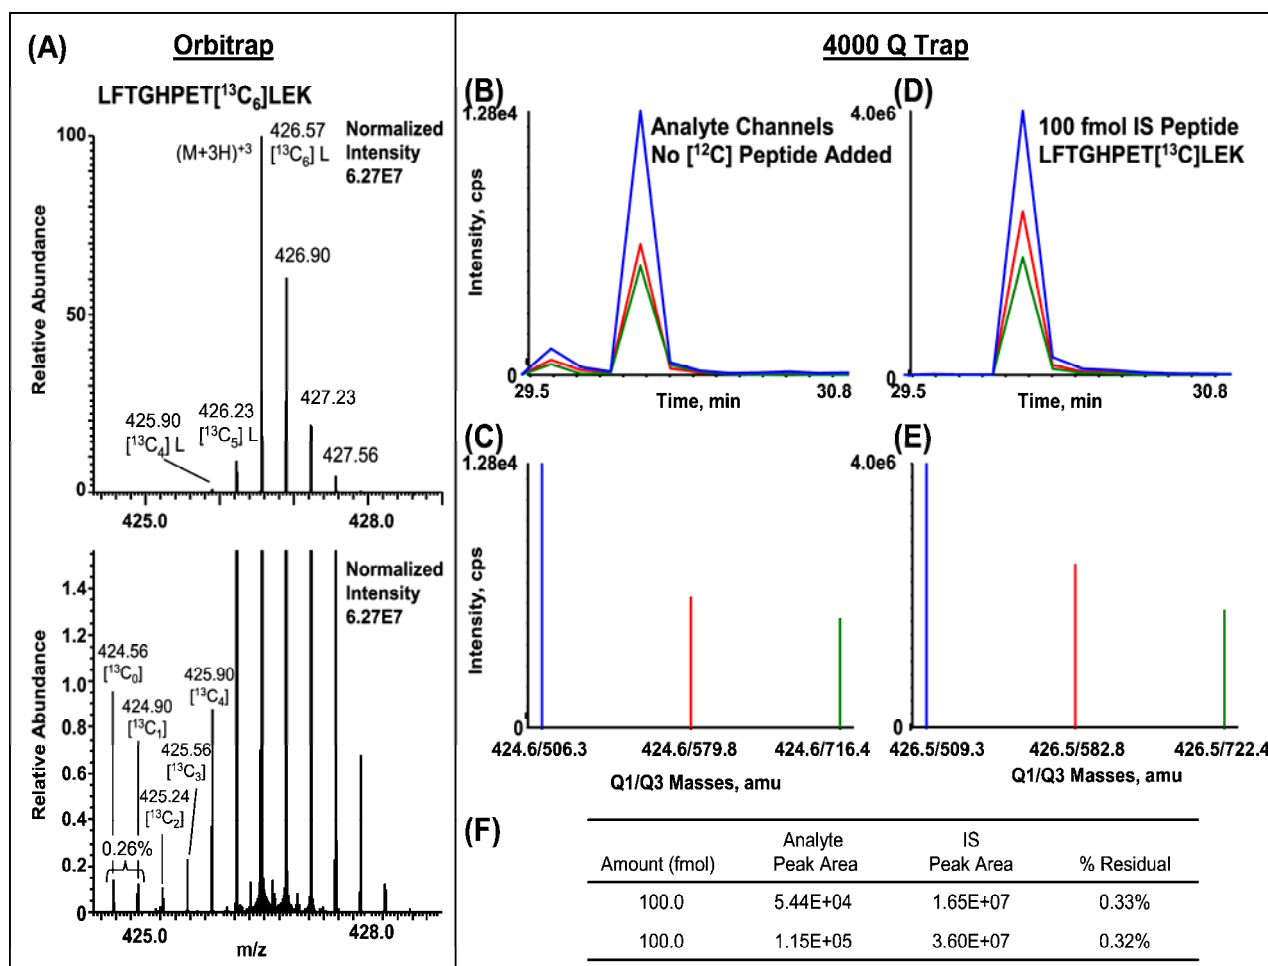 (A)
Orbitrap
LFTGHPET[¹³C₆]LEK
100
(M+3H)⁺³
426.57
[¹³C₆] L
Normalized
Intensity
6.27E7
426.90
50
Relative Abundance
425.90
[¹³C₄] L
426.23
[¹³C₅] L
427.23
427.56
0
425.0
428.0
Normalized
Intensity
6.27E7
1.4
1.2
1.0
0.8
0.6
0.4
0.2
0
Relative Abundance
424.56
[¹³C₀]
424.90
[¹³C₁]
425.90
[¹³C₄]
425.56
[¹³C₃]
425.24
[¹³C₂]
0.26%
425.0
428.0
m/z
4000 Q Trap
(B)
1.28e4
Analyte Channels
No [¹²C] Peptide Added
Intensity, cps
0
29.5
Time, min
30.8
(D)
4.0e6
100 fmol IS Peptide
LFTGHPET[¹³C]LEK
0
29.5
Time, min
30.8
(C)
1.28e4
Intensity, cps
0
424.6/506.3
424.6/579.8
424.6/716.4
Q1/Q3 Masses, amu
(E)
4.0e6
0
426.5/509.3
426.5/582.8
426.5/722.4
Q1/Q3 Masses, amu
(F)
Amount (fmol)
Analyte
Peak Area
IS
Peak Area
% Residual
100.0 5.44E+04 1.65E+07 0.33%
100.0 1.15E+05 3.60E+07 0.32%